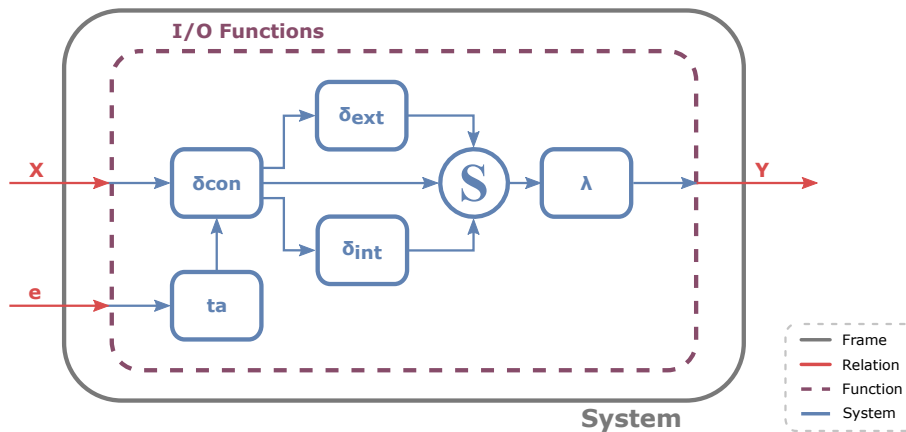 I/O Functions
δext
X
δcon
S
λ
Y
δint
e
ta
Frame
Relation
Function
System
System